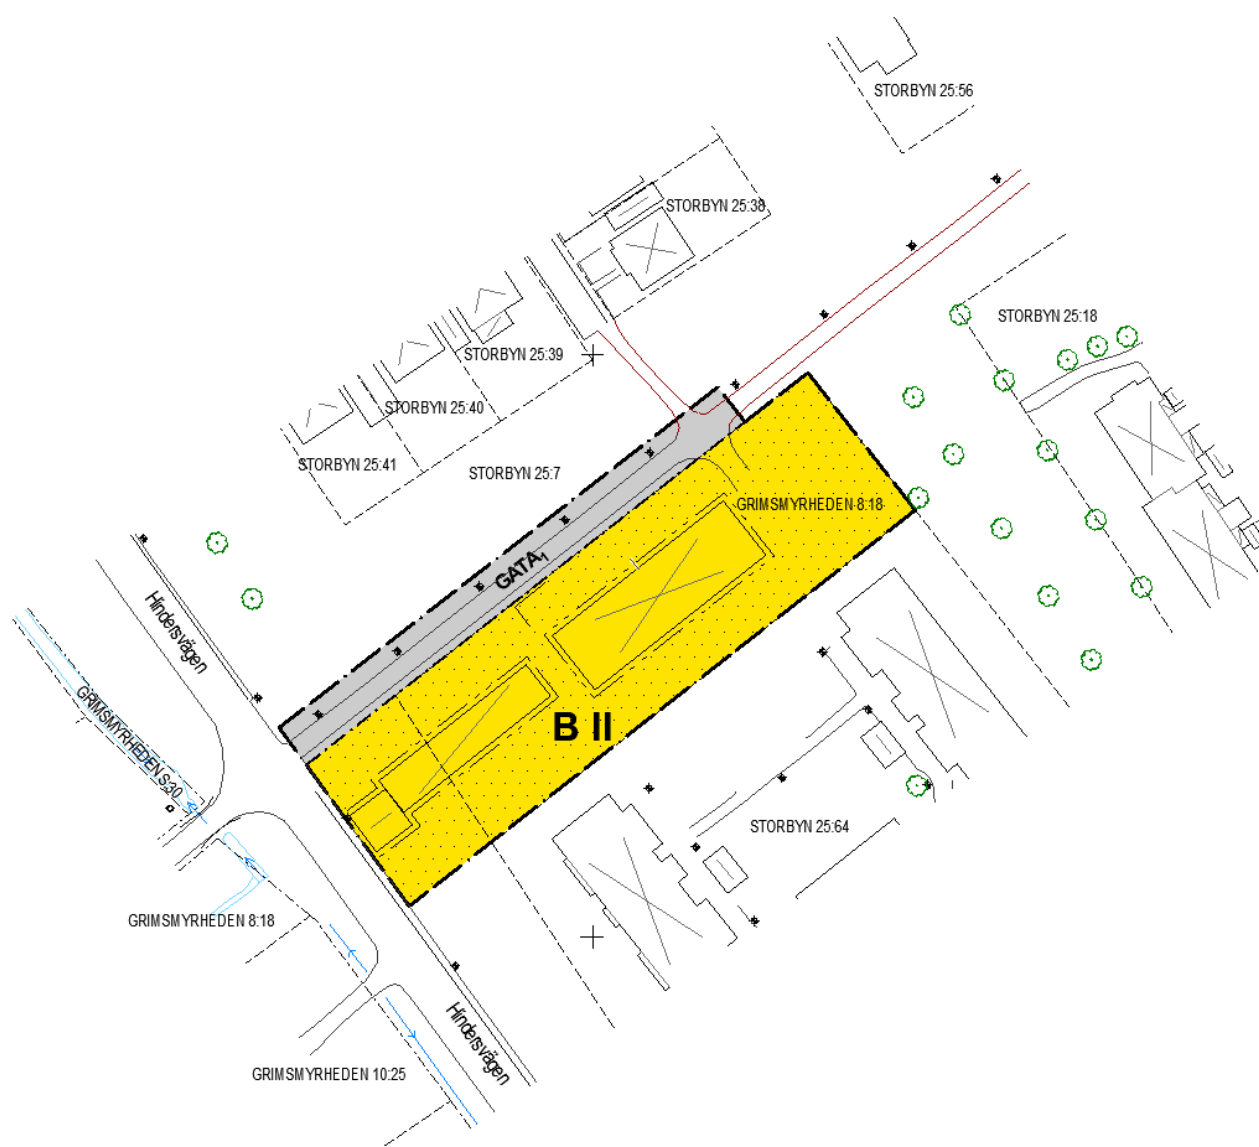 STORBYN 25:56
STORBYN 25:38
STORBYN 25:18
STORBYN 25:39
STORBYN 25:40
STORBYN 25:41
STORBYN 25:7
GRIMSMYRHEDEN 8:18
GATA1
Hindersvägen
GRIMSMYRHEDEN S:30
B II
STORBYN 25:64
GRIMSMYRHEDEN 8:18
Hindersvägen
GRIMSMYRHEDEN 10:25